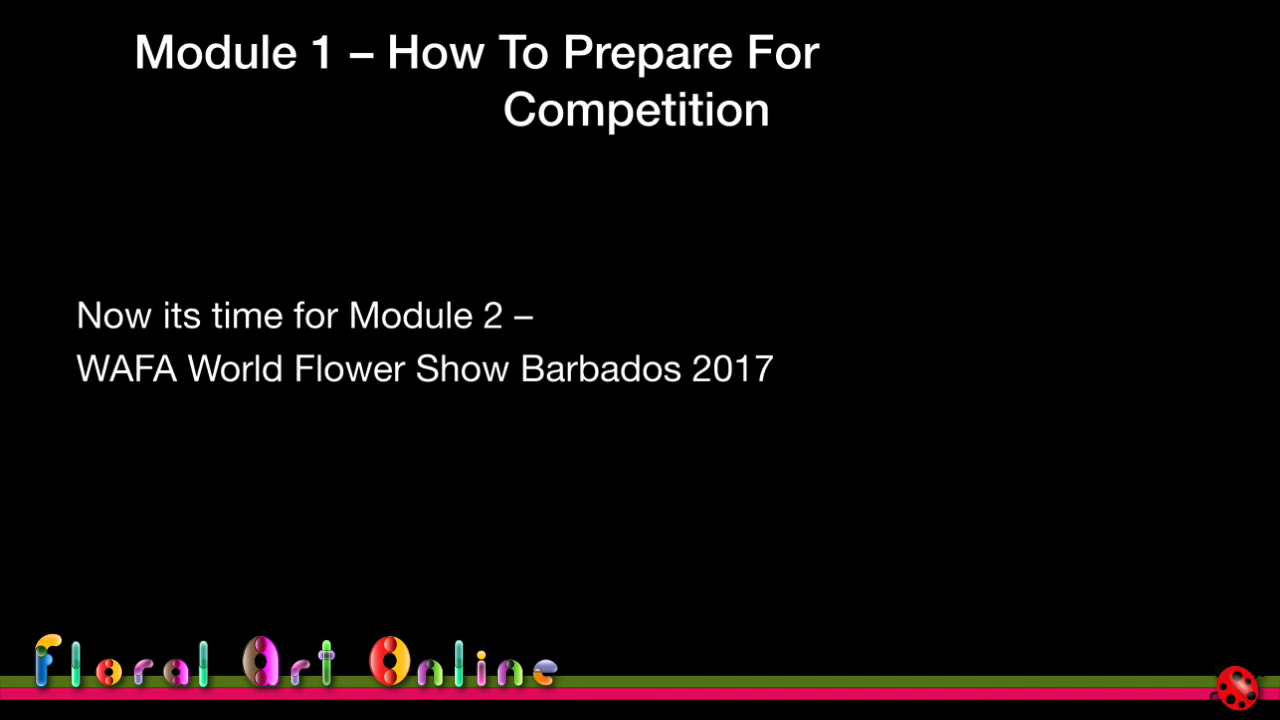 Module 1 – How To Prepare For
Competition
Now its time for Module 2 –
WAFA World Flower Show Barbados 2017
Floral Art Online